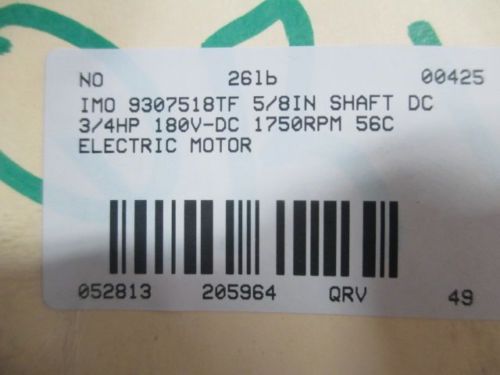 NO 26lb 00425
IMO 9307518TF 5/8IN SHAFT DC
3/4HP 180V-DC 1750RPM 56C
ELECTRIC MOTOR
052813 205964 QRV 49